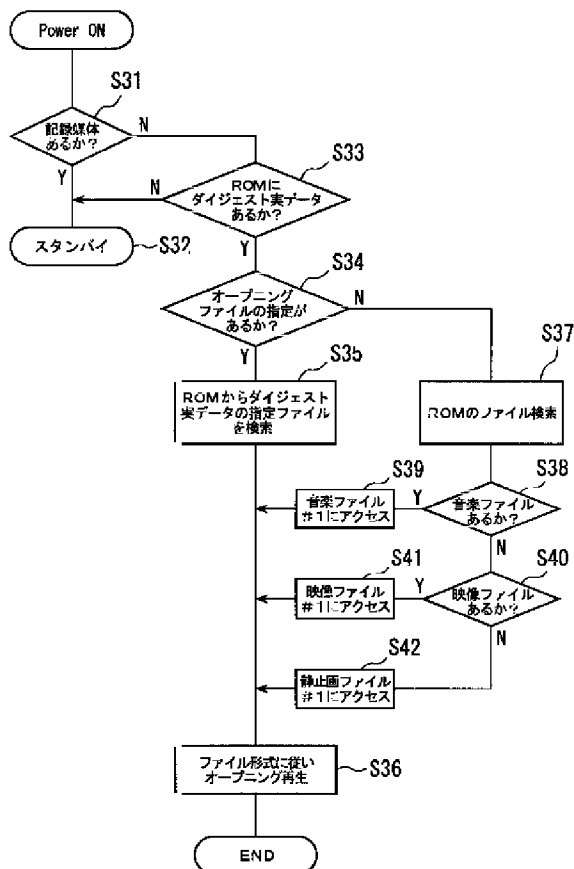 Power ON
S31
記録媒体
あるか?
N
Y
S33
ROMに
ダイジェスト実データ
あるか?
N
Y
スタンバイ
S32
S34
オープニング
ファイルの指定が
あるか?
N
Y
S35
ROMからダイジェスト
実データの指定ファイル
を検索
S37
ROMのファイル検索
S38
音楽ファイル
あるか?
Y
N
S39
音楽ファイル
#1にアクセス
S40
映像ファイル
あるか?
Y
N
S41
映像ファイル
#1にアクセス
S42
静止画ファイル
#1にアクセス
ファイル形式に従い
オープニング再生
S36
END